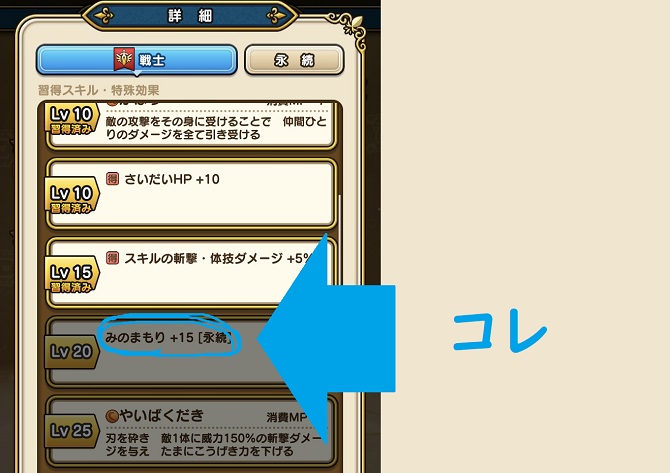 詳 細
戦士
永 続
習得スキル・特殊効果
Lv 10
習得済み
敵の攻撃をその身に受けることで 仲間ひと
りのダメージを全て引き受ける
Lv 10
習得済み
得 さいだいHP +10
Lv 15
習得済み
得 スキルの斬撃・体技ダメージ +5%
Lv 20
みのまもり +15 [永続]
コレ
Lv 25
やいばくだき 消費MP
刃を砕き 敵1体に威力150%の斬撃ダメー
ジを与え たまにこうげき力を下げる